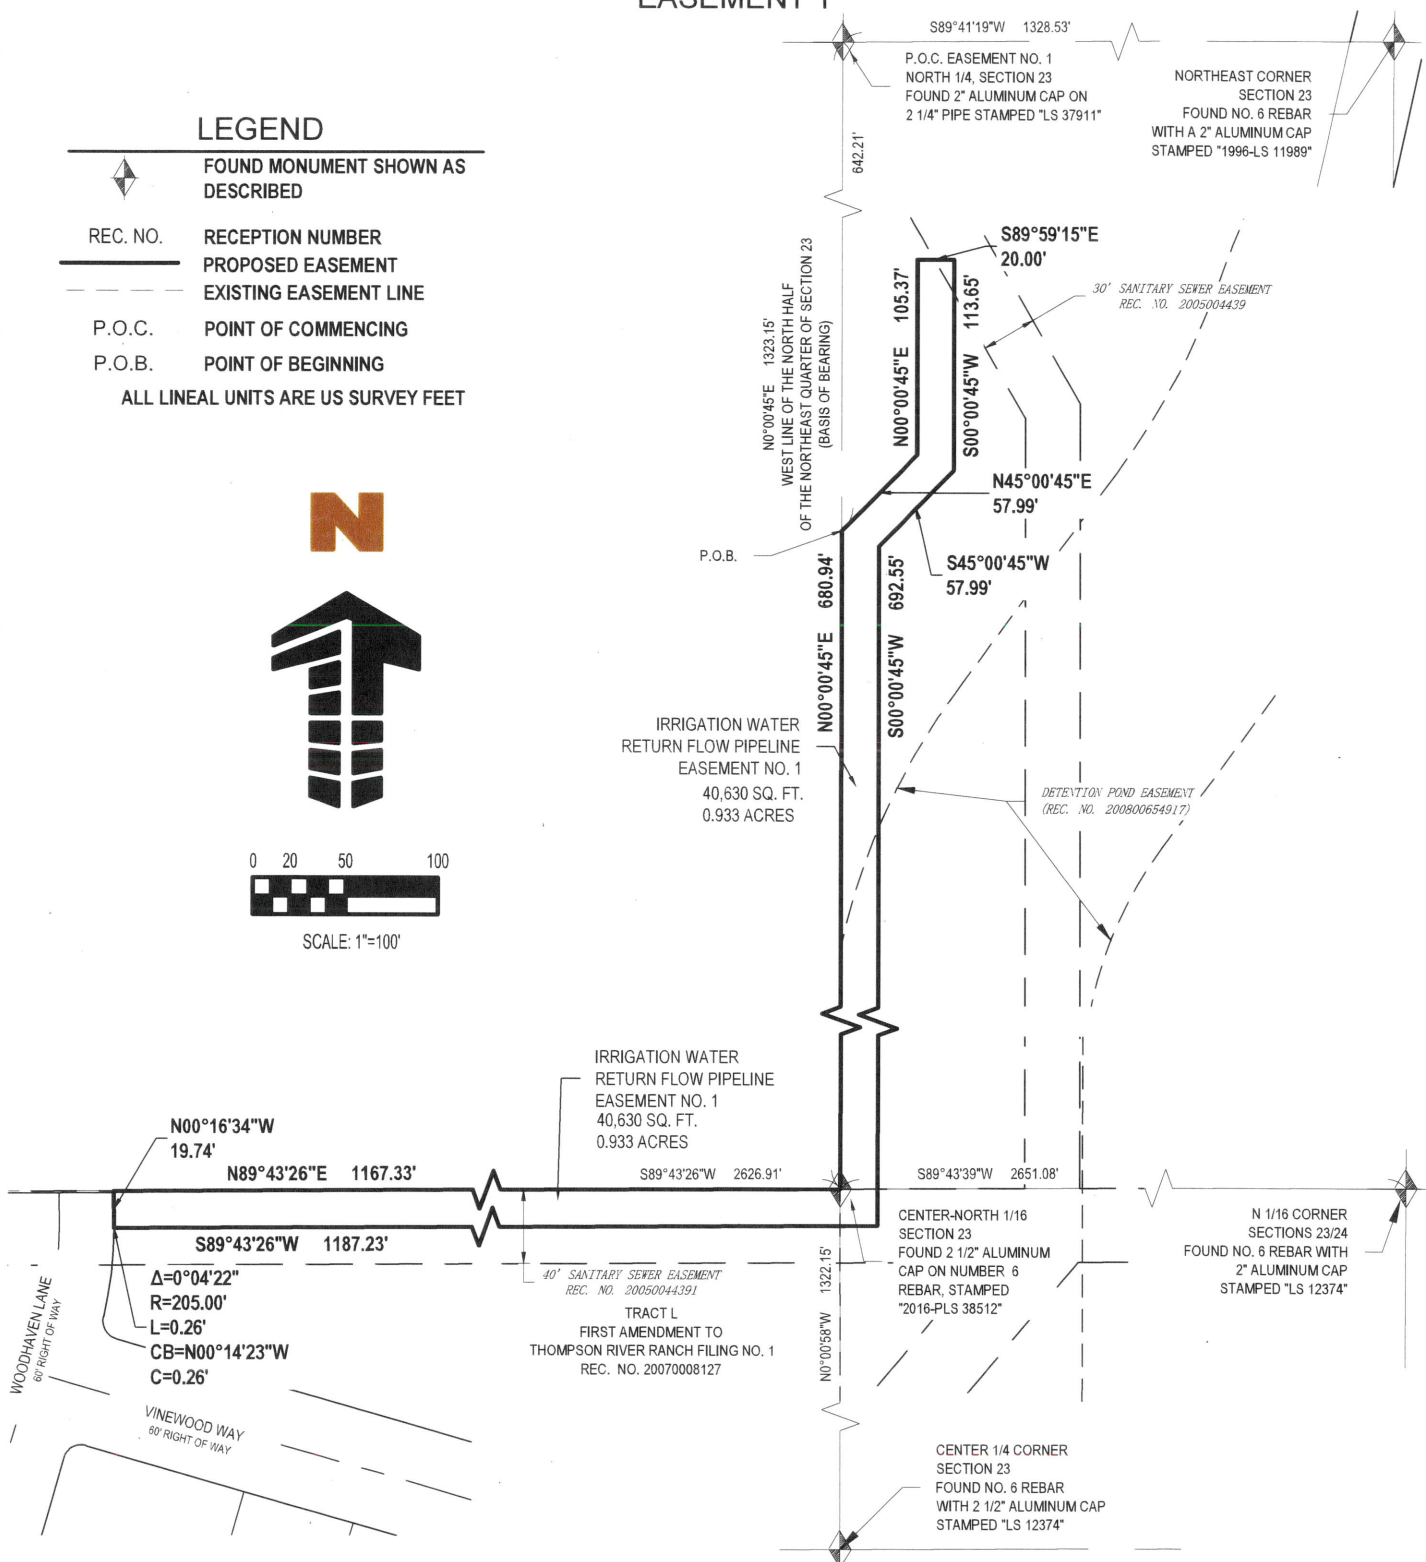 S89°41'19"W 1328.53'
P.O.C. EASEMENT NO. 1
NORTH 1/4, SECTION 23
FOUND 2" ALUMINUM CAP ON
2 1/4" PIPE STAMPED "LS 37911"
NORTHEAST CORNER
SECTION 23
FOUND NO. 6 REBAR
WITH A 2" ALUMINUM CAP
STAMPED "1996-LS 11989"
LEGEND
FOUND MONUMENT SHOWN AS
DESCRIBED
REC. NO. RECEPTION NUMBER
PROPOSED EASEMENT
EXISTING EASEMENT LINE
P.O.C. POINT OF COMMENCING
P.O.B. POINT OF BEGINNING
ALL LINEAL UNITS ARE US SURVEY FEET
642.21'
N0°00'45"E 1323.15'
WEST LINE OF THE NORTH HALF
OF THE NORTHEAST QUARTER OF SECTION 23
(BASIS OF BEARING)
S89°59'15"E
20.00'
N00°00'45"E 105.37'
S00°00'45"W 113.65'
30' SANITARY SEWER EASEMENT
REC. NO. 2005004439
N45°00'45"E
57.99'
S45°00'45"W
57.99'
P.O.B.
N00°00'45"E 680.94'
S00°00'45"W 692.55'
N
IRRIGATION WATER
RETURN FLOW PIPELINE
EASEMENT NO. 1
40,630 SQ. FT.
0.933 ACRES
DETENTION POND EASEMENT
(REC. NO. 200800654917)
0 20 50 100
SCALE: 1"=100'
IRRIGATION WATER
RETURN FLOW PIPELINE
EASEMENT NO. 1
40,630 SQ. FT.
0.933 ACRES
N00°16'34"W
19.74'
N89°43'26"E 1167.33'
S89°43'26"W 2626.91'
S89°43'39"W 2651.08'
S89°43'26"W 1187.23'
CENTER-NORTH 1/16
SECTION 23
FOUND 2 1/2" ALUMINUM
CAP ON NUMBER 6
REBAR, STAMPED
"2016-PLS 38512"
N 1/16 CORNER
SECTIONS 23/24
FOUND NO. 6 REBAR WITH
2" ALUMINUM CAP
STAMPED "LS 12374"
Δ=0°04'22"
R=205.00'
L=0.26'
CB=N00°14'23"W
C=0.26'
40' SANITARY SEWER EASEMENT
REC. NO. 20050044391
TRACT L
FIRST AMENDMENT TO
THOMPSON RIVER RANCH FILING NO. 1
REC. NO. 20070008127
N0°00'58"W 1322.15'
WOODHAVEN LANE
60' RIGHT OF WAY
VINEWOOD WAY
60' RIGHT OF WAY
CENTER 1/4 CORNER
SECTION 23
FOUND NO. 6 REBAR
WITH 2 1/2" ALUMINUM CAP
STAMPED "LS 12374"